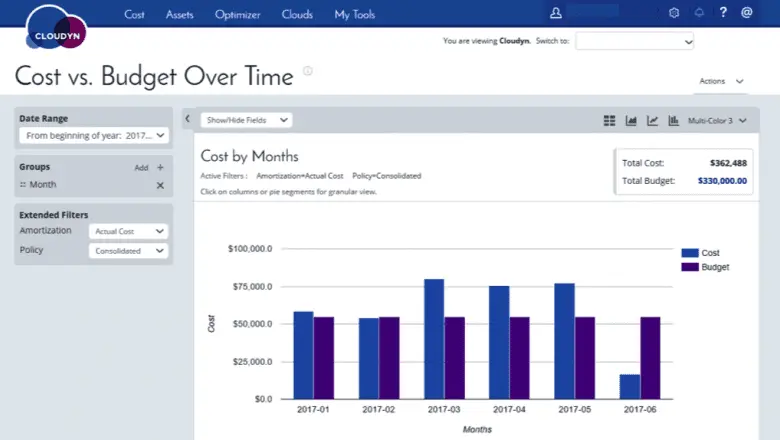 Cost Assets Optimizer Clouds My Tools ? @
CLOUDYN
You are viewing Cloudyn. Switch to:
Cost vs. Budget Over Time
Actions
Date Range
From beginning of year: 2017...
Groups Add +
Month ×
Extended Filters
Amortization Actual Cost
Policy Consolidated
Show/Hide Fields
Multi-Color 3
Cost by Months
Active Filters : Amortization=Actual Cost Policy=Consolidated
Click on columns or pie segments for granular view.
Total Cost: $362,488
Total Budget: $330,000.00
$100,000.0
$75,000.0
$50,000.0
$25,000.0
$0.0
Cost
2017-01 2017-02 2017-03 2017-04 2017-05 2017-06
Months
Cost
Budget